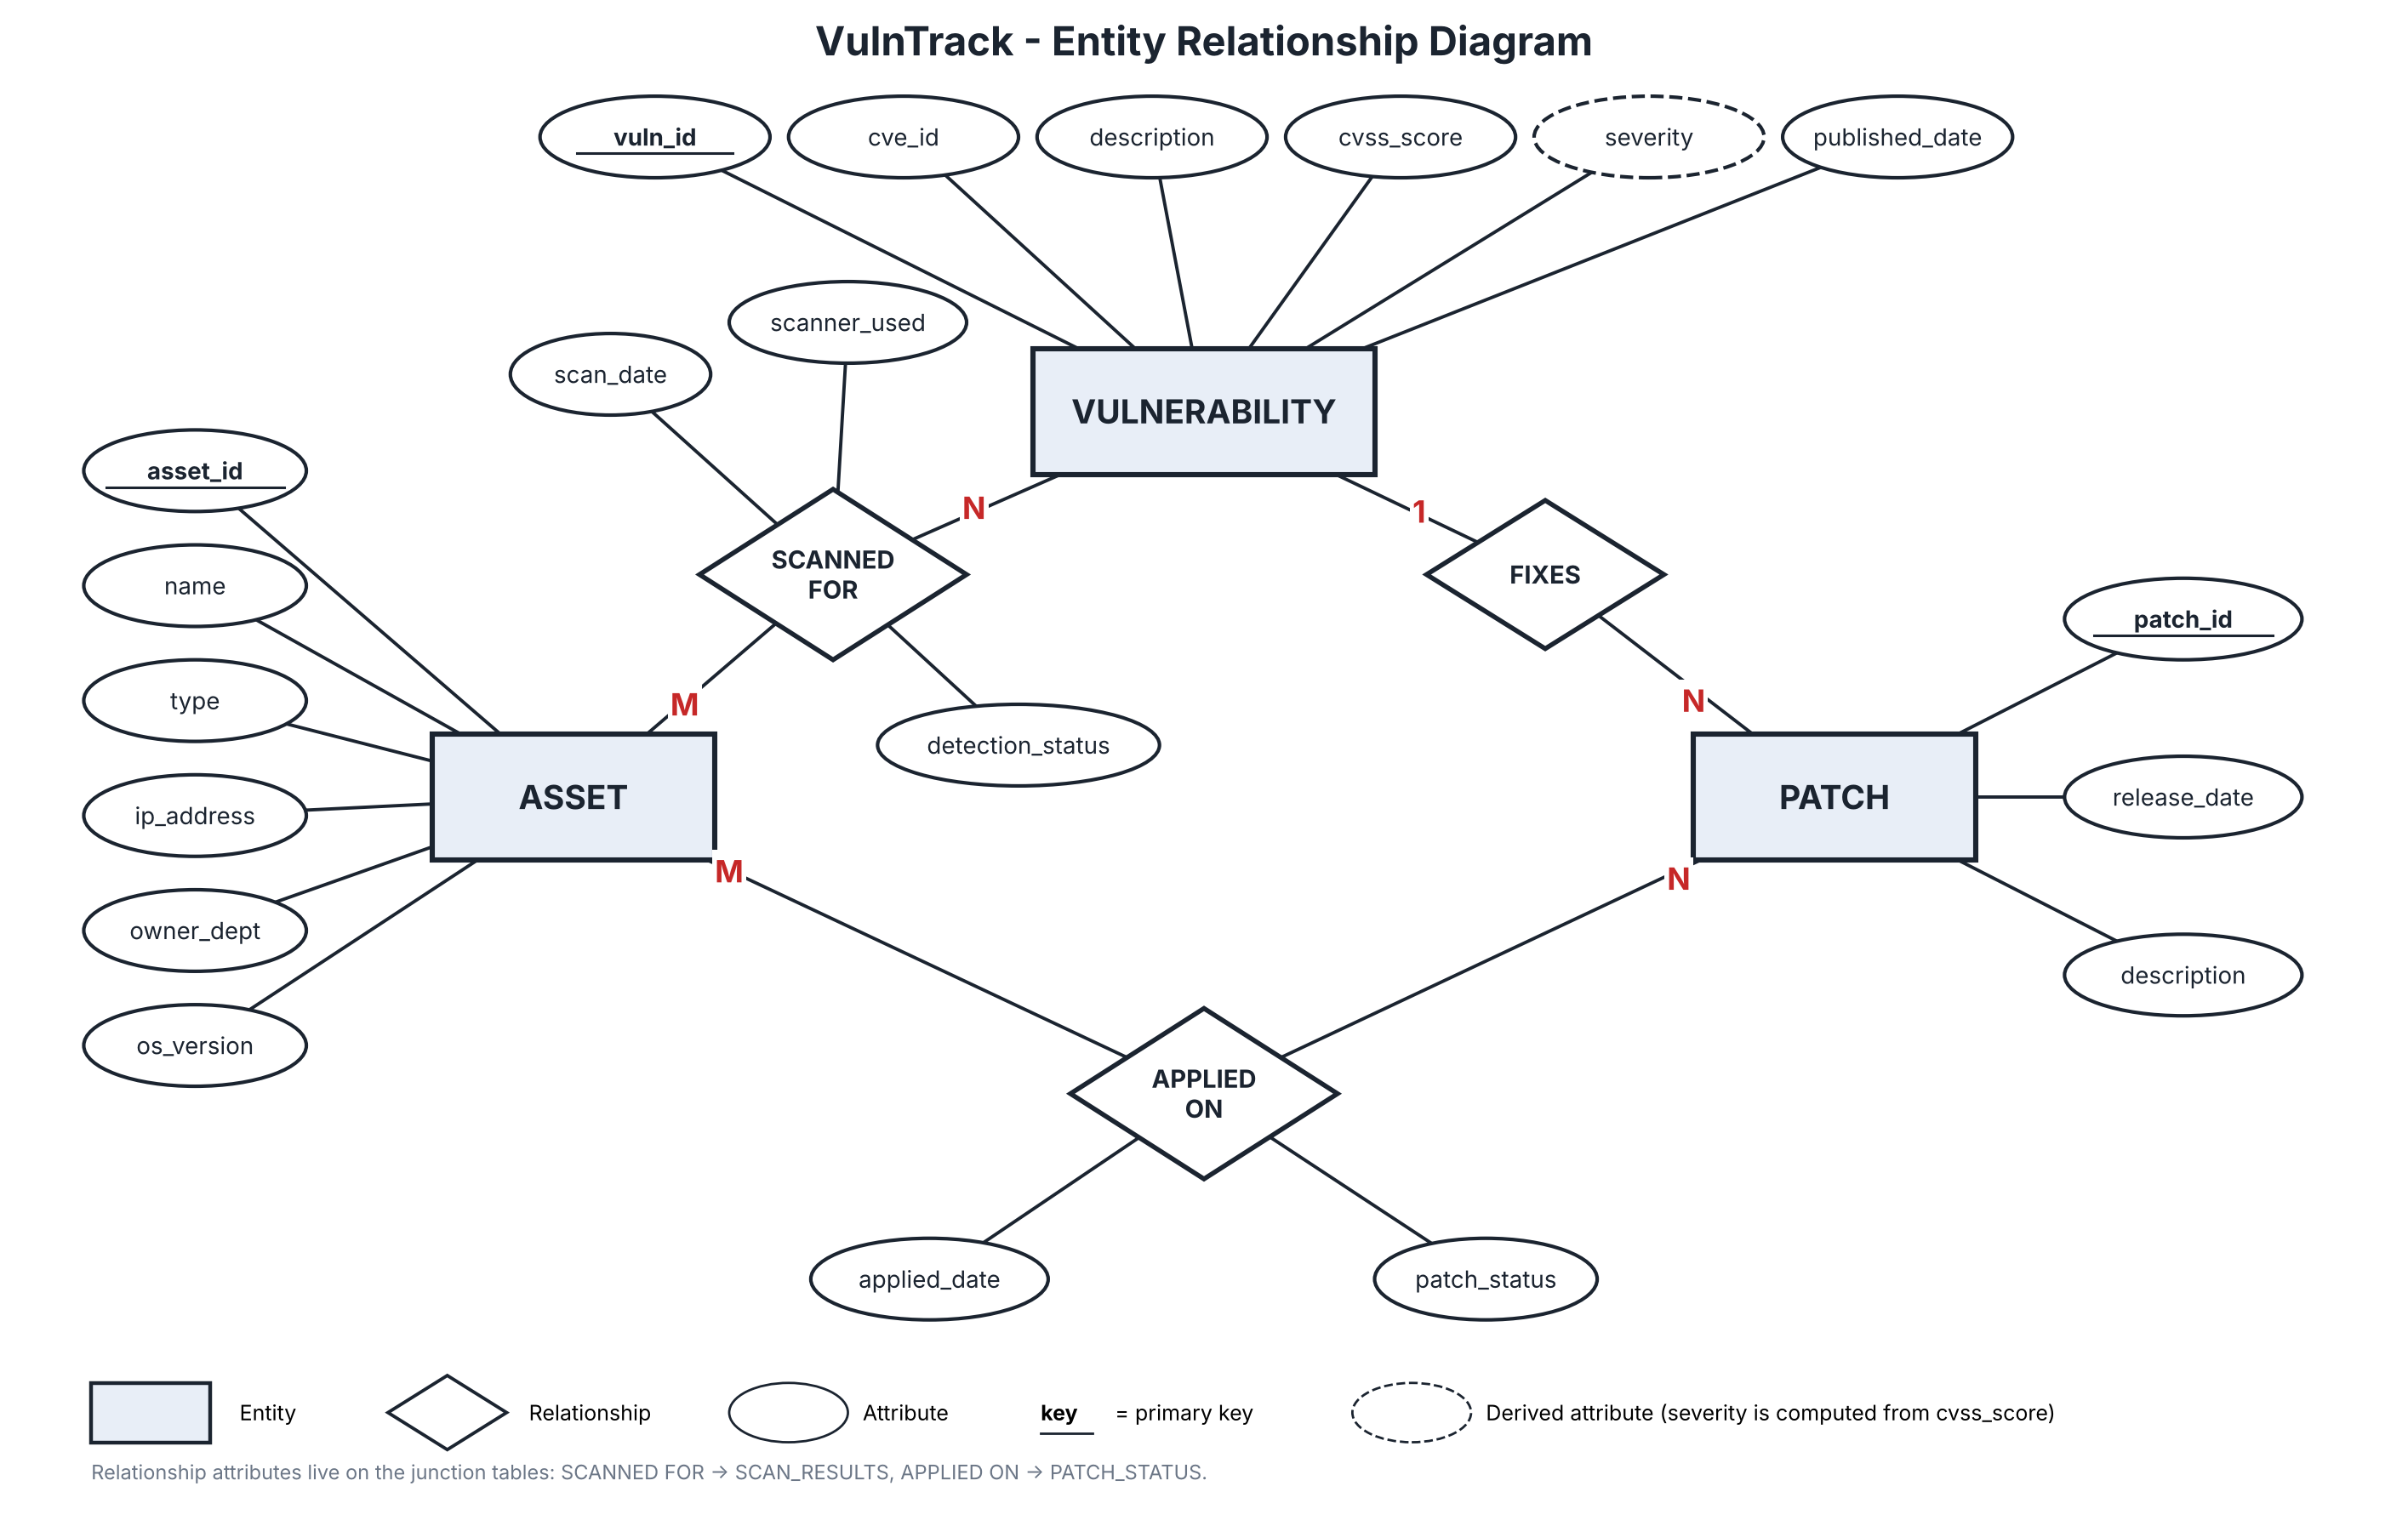 VulnTrack - Entity Relationship Diagram
vuln_id
cve_id
description
cvss_score
severity
published_date
scanner_used
scan_date
VULNERABILITY
asset_id
N
1
name
SCANNED
FOR
FIXES
patch_id
type
M
N
detection_status
ASSET
PATCH
release_date
ip_address
M
N
owner_dept
description
os_version
APPLIED
ON
applied_date
patch_status
Entity
Relationship
Attribute
key = primary key
Derived attribute (severity is computed from cvss_score)
Relationship attributes live on the junction tables: SCANNED FOR → SCAN_RESULTS, APPLIED ON → PATCH_STATUS.